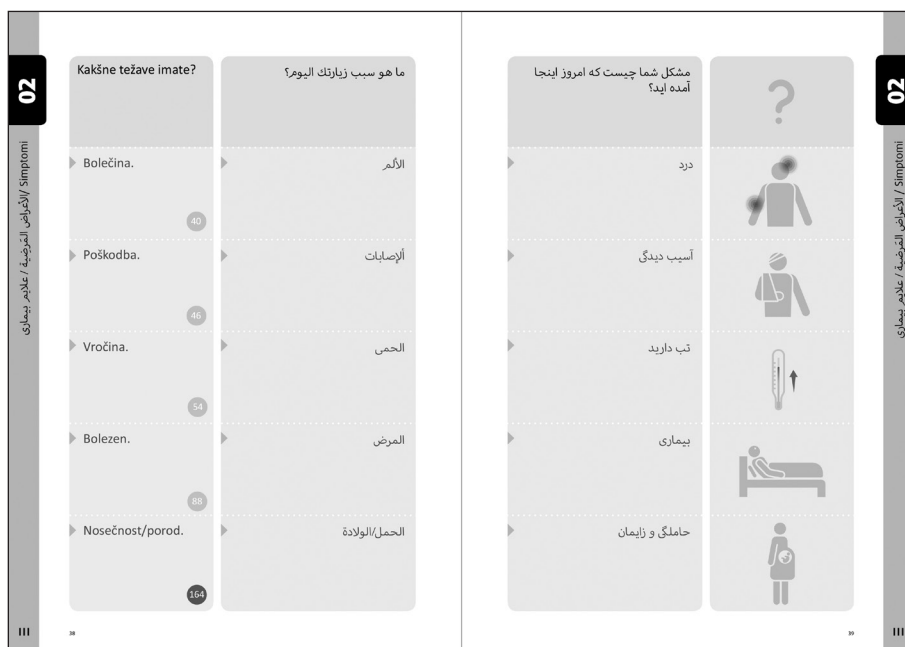 02
Simptomi / الأعراض المَرَضِية / علایم بیماری
III
Kakšne težave imate?
ما هو سبب زيارتك اليوم؟
Bolečina.
40
الألم
Poškodba.
46
ألإصابات
Vročina.
54
الحمى
Bolezen.
88
المرض
Nosečnost/porod.
164
الحمل/الولادة
38
مشکل شما چیست که امروز اینجا
آمده اید؟
?
درد
آسیب دیدگی
تب دارید
بیماری
حاملگی و زایمان
39
02
Simptomi / الأعراض المَرَضِية / علایم بیماری
III